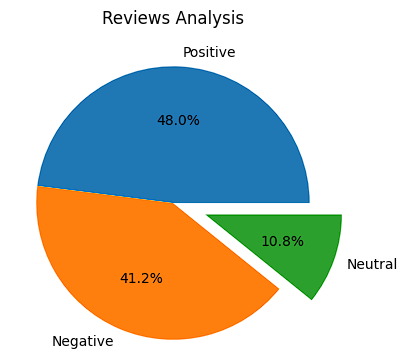 Reviews Analysis
Positive
48.0%
10.8%
Neutral
41.2%
Negative